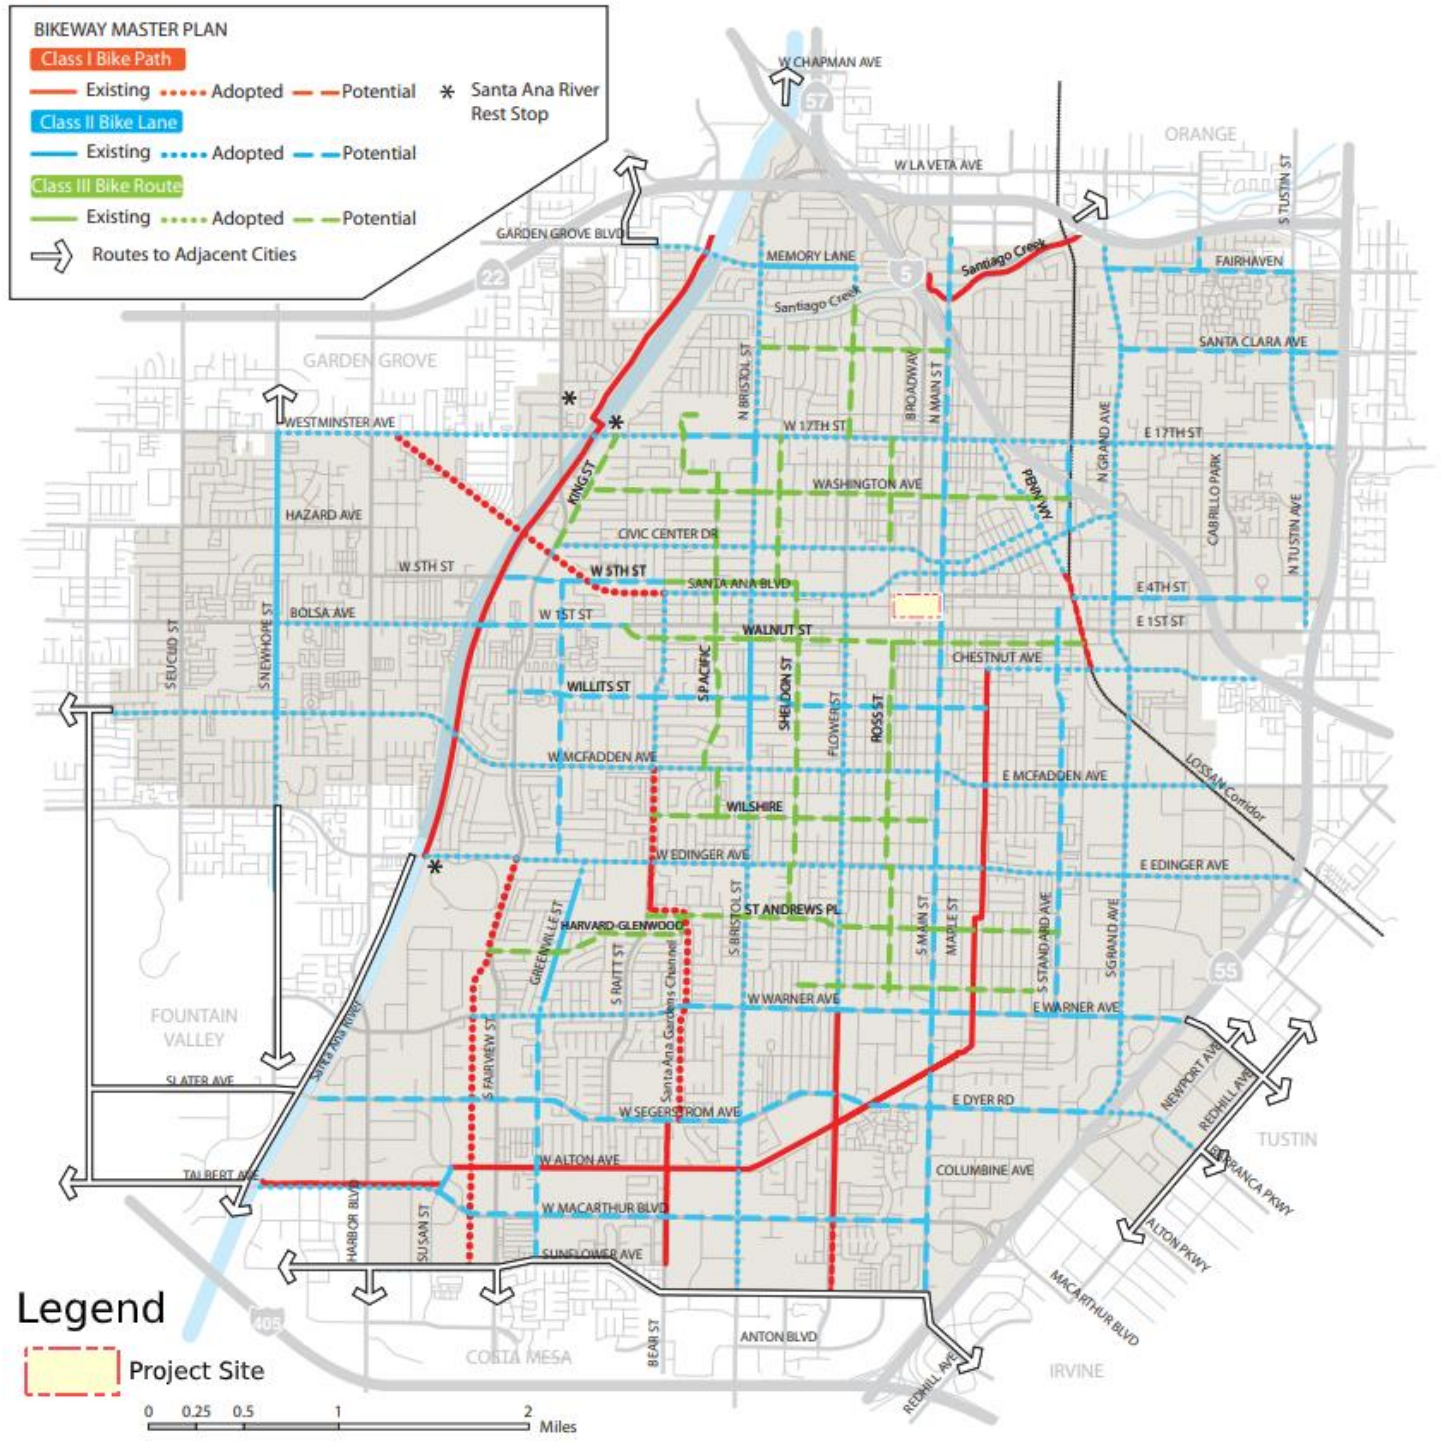 BIKEWAY MASTER PLAN
Class I Bike Path
Existing Adopted Potential
Santa Ana River
Rest Stop
Class II Bike Lane
Existing Adopted Potential
Class III Bike Route
Existing Adopted Potential
Routes to Adjacent Cities
W CHAPMAN AVE
57
ORANGE
W LA VETA AVE
S TUSTIN ST
GARDEN GROVE BLVD
MEMORY LANE
Santiago Creek
FAIRHAVEN
22
5
Santiago Creek
SANTA CLARA AVE
GARDEN GROVE
N BRISTOL ST
BROADWAY
N MAIN ST
WESTMINSTER AVE
W 17TH ST
N GRAND AVE
E 17TH ST
KING ST
WASHINGTON AVE
PENN WY
CABRILLO PARK
N TUSTIN AVE
HAZARD AVE
CIVIC CENTER DR
W 5TH ST
W 5TH ST
SANTA ANA BLVD
E 4TH ST
BOLSA AVE
W 1ST ST
E 1ST ST
S EUCLID ST
S NEWHOPE ST
WALNUT ST
CHESTNUT AVE
WILLITS ST
S PACIFIC
SHELDON ST
FLOWER ST
ROSS ST
W MCFADDEN AVE
E MCFADDEN AVE
LOSSAN Corridor
WILSHIRE
W EDINGER AVE
E EDINGER AVE
S BRISTOL ST
ST ANDREWS PL
S MAIN ST
MAPLE ST
S STANDARD AVE
S GRAND AVE
GREENVILLE ST
HARVARD-GLENWOOD
S RAITT ST
Santa Ana Gardens Channel
55
W WARNER AVE
E WARNER AVE
FOUNTAIN
VALLEY
Santa Ana River
S FAIRVIEW ST
SLATER AVE
NEWPORT AVE
REDHILL AVE
W SEGERSTROM AVE
E DYER RD
TUSTIN
W ALTON AVE
COLUMBINE AVE
BARRANCA PKWY
TALBERT AVE
HARBOR BLVD
SUSAN ST
W MACARTHUR BLVD
ALTON PKWY
SUNFLOWER AVE
MACARTHUR BLVD
Legend
405
ANTON BLVD
BEAR ST
COSTA MESA
REDHILL AVE
IRVINE
Project Site
0 0.25 0.5 1 2
Miles